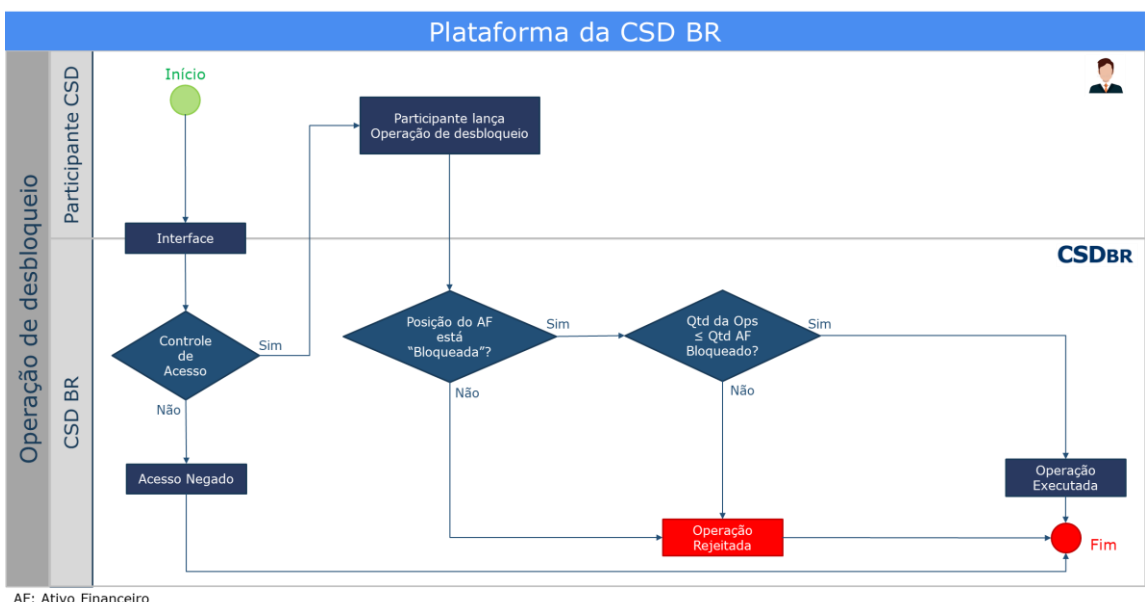 Plataforma da CSD BR
Operação de desbloqueio
Participante CSD
CSD BR
Início
Participante lança
Operação de desbloqueio
Interface
CSDBR
Controle
de
Acesso
Sim
Não
Posição do AF
está
“Bloqueada”?
Sim
Não
Qtd da Ops
≤ Qtd AF
Bloqueado?
Sim
Não
Acesso Negado
Operação
Executada
Operação
Rejeitada
Fim
AF: Ativo Financeiro